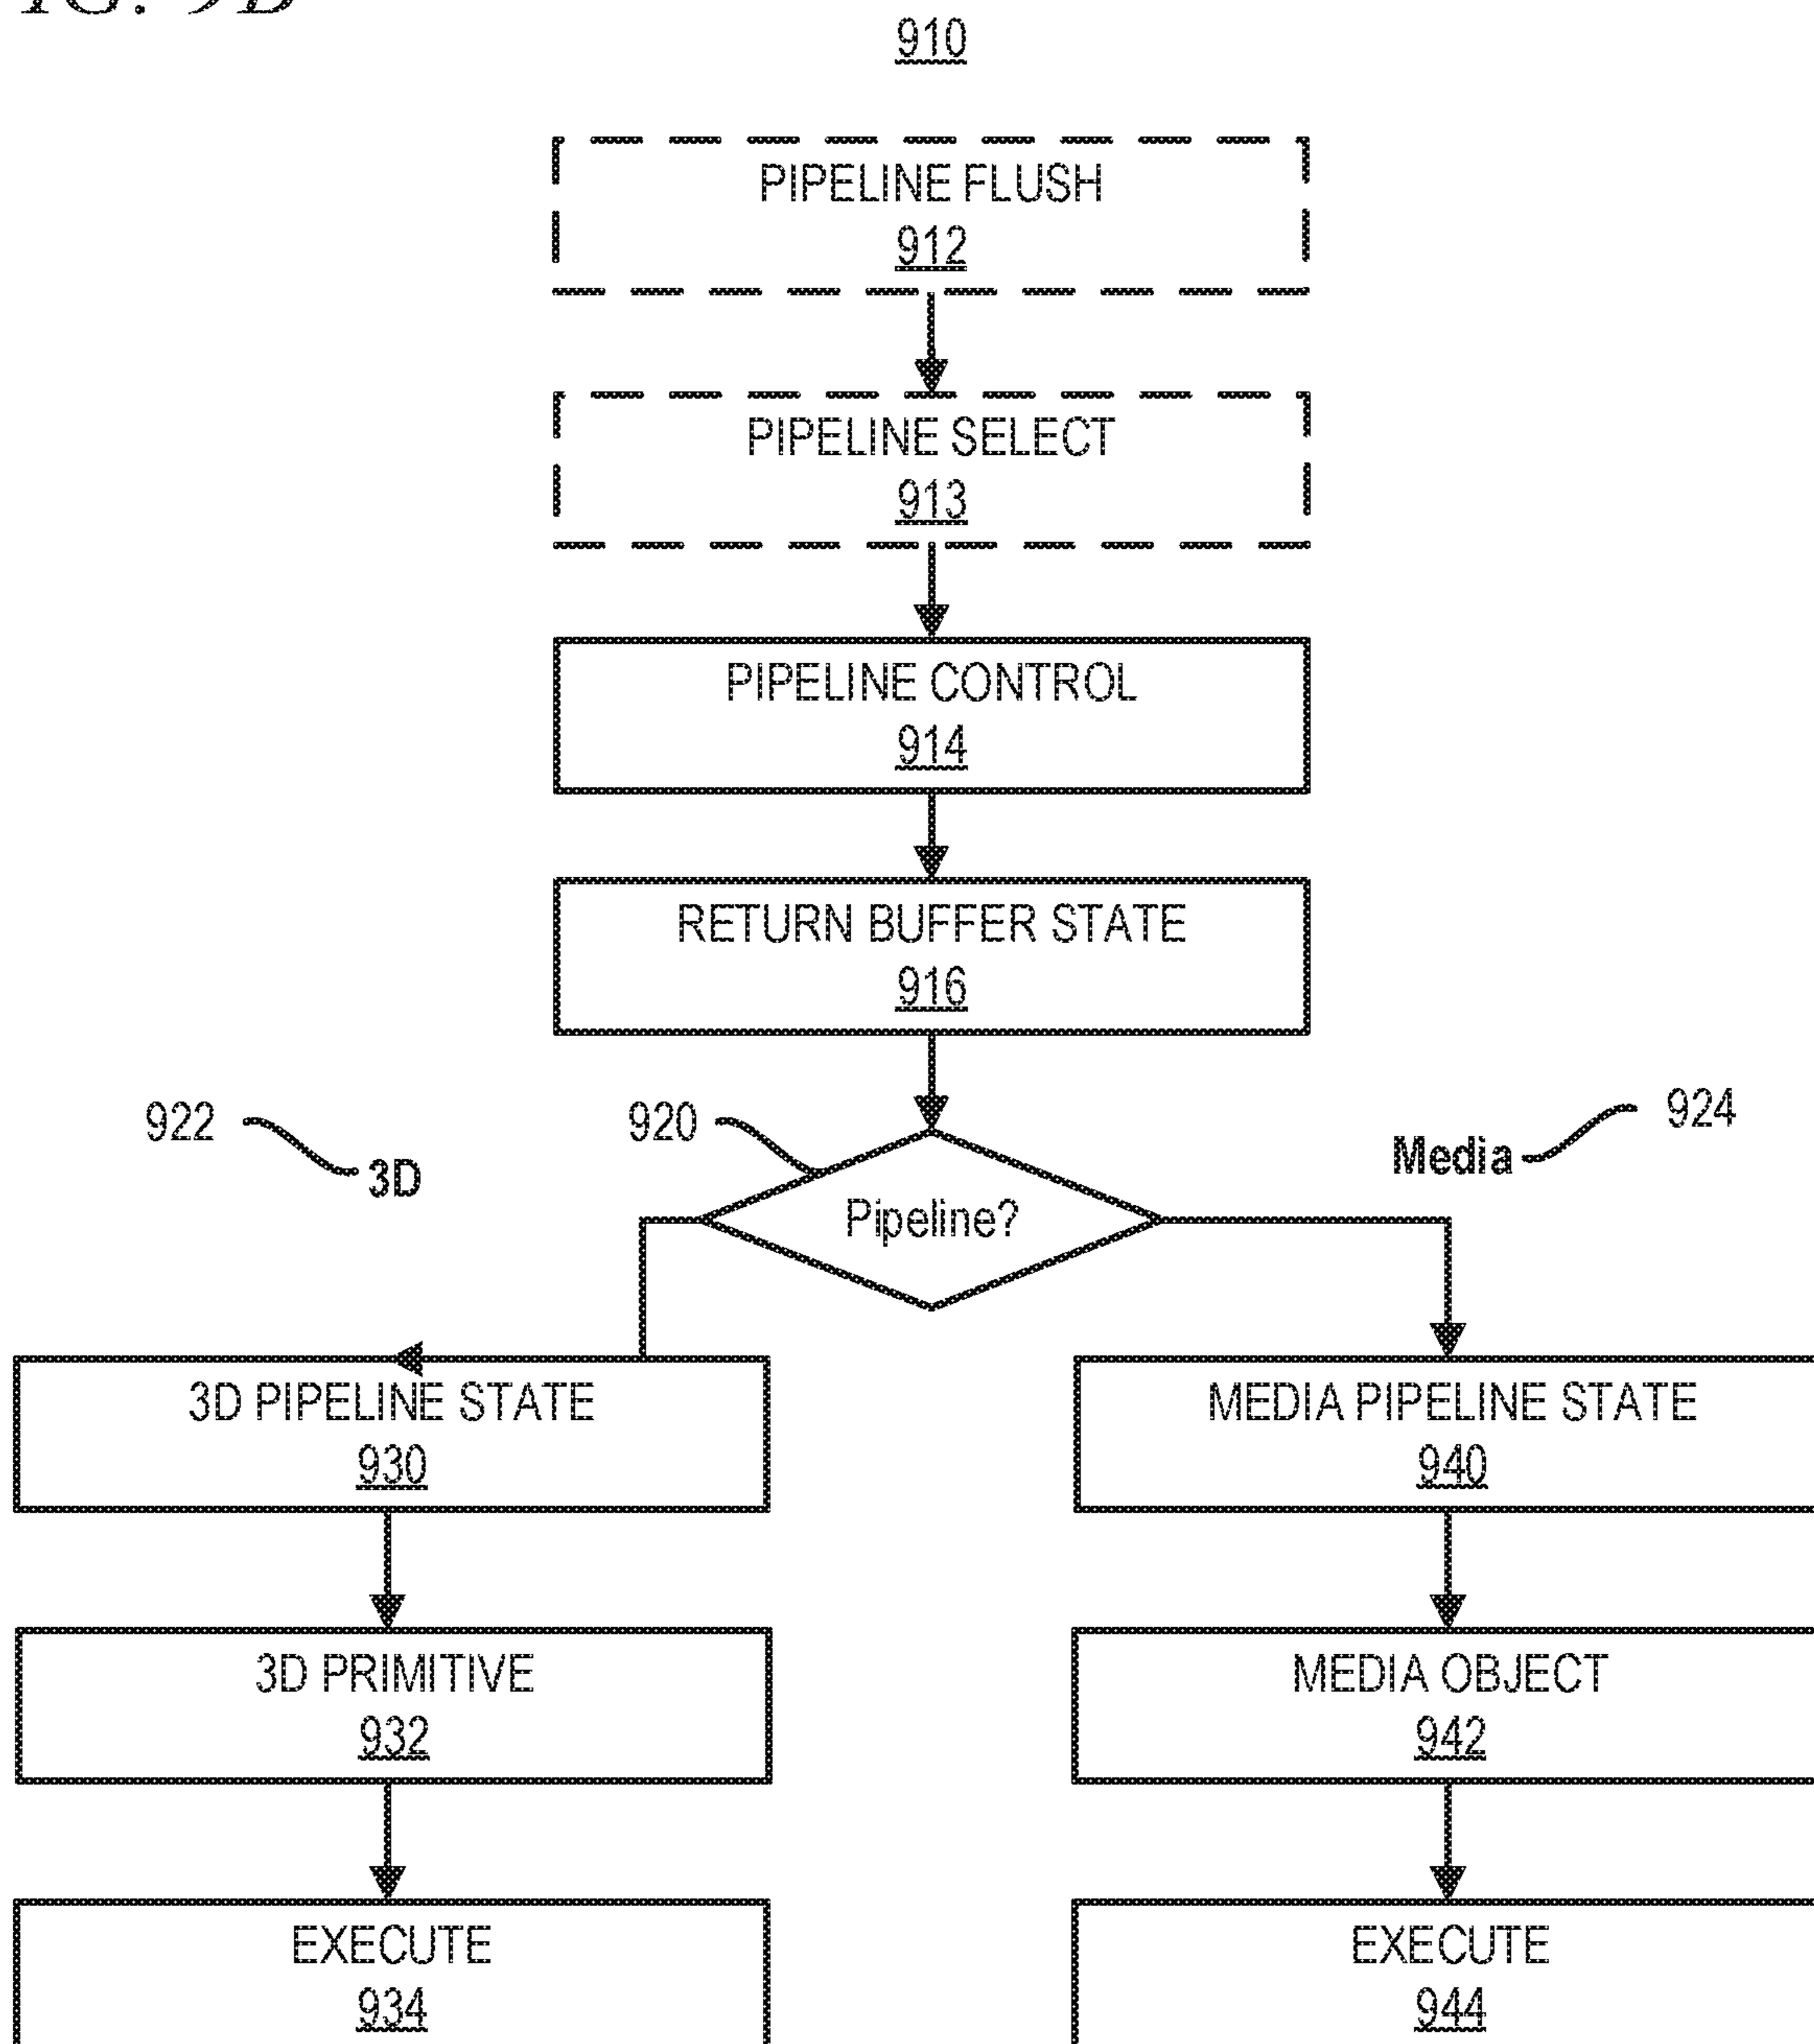 910
PIPELINE FLUSH
912
PIPELINE SELECT
913
PIPELINE CONTROL
914
RETURN BUFFER STATE
916
922
3D
920
Pipeline?
Media
924
3D PIPELINE STATE
930
MEDIA PIPELINE STATE
940
3D PRIMITIVE
932
MEDIA OBJECT
942
EXECUTE
934
EXECUTE
944